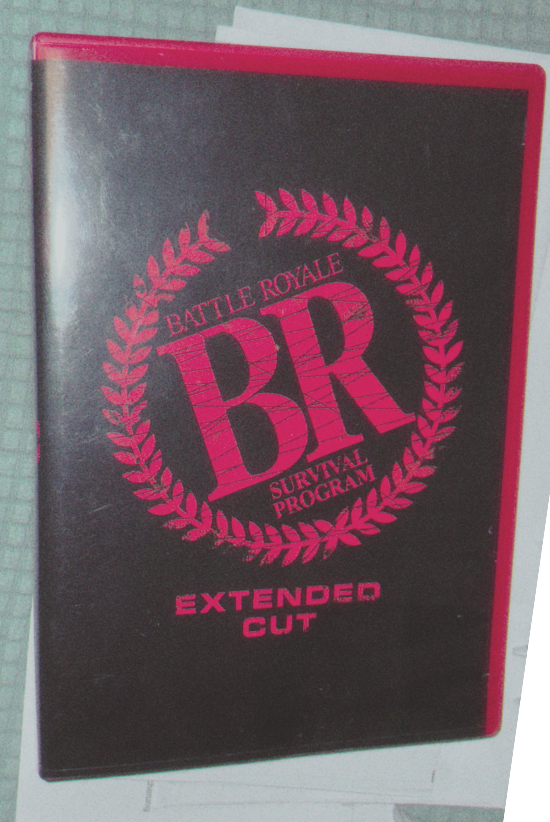 BATTLE ROYALE
BR
SURVIVAL
PROGRAM
EXTENDED
CUT